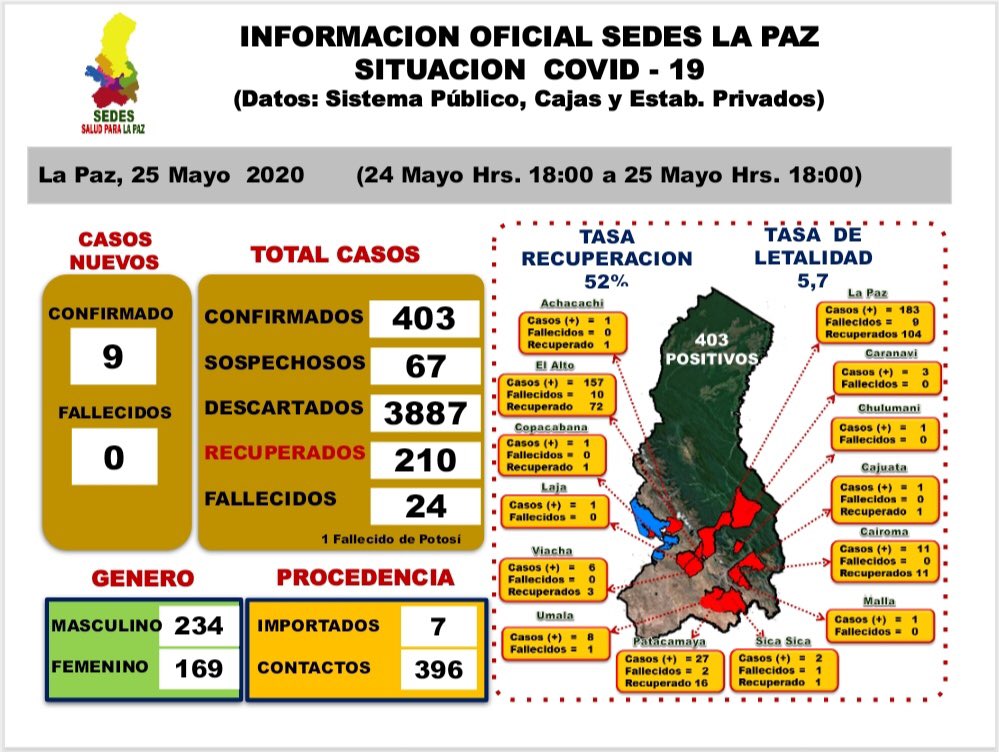 SEDES
SALUD PARA LA PAZ
INFORMACION OFICIAL SEDES LA PAZ
SITUACION COVID - 19
(Datos: Sistema Público, Cajas y Estab. Privados)
La Paz, 25 Mayo 2020 (24 Mayo Hrs. 18:00 a 25 Mayo Hrs. 18:00)
CASOS
NUEVOS
CONFIRMADO
9
FALLECIDOS
0
TOTAL CASOS
CONFIRMADOS 403
SOSPECHOSOS 67
DESCARTADOS 3887
RECUPERADOS 210
FALLECIDOS 24
1 Fallecido de Potosí
GENERO
MASCULINO 234
FEMENINO 169
PROCEDENCIA
IMPORTADOS 7
CONTACTOS 396
TASA
RECUPERACION
52%
TASA DE
LETALIDAD
5,7
403
POSITIVOS
Achacachi
Casos (+) = 1
Fallecidos = 0
Recuperado 1
El Alto
Casos (+) = 157
Fallecidos = 10
Recuperado 72
Copacabana
Casos (+) = 1
Fallecidos = 0
Recuperado 1
Laja
Casos (+) = 1
Fallecidos = 0
Viacha
Casos (+) = 6
Fallecidos = 0
Recuperados 3
Umala
Casos (+) = 8
Fallecidos = 1
Patacamaya
Casos (+) = 27
Fallecidos = 2
Recuperado 16
Sica Sica
Casos (+) = 2
Fallecidos = 1
Recuperado 1
La Paz
Casos (+) = 183
Fallecidos = 9
Recuperados 104
Caranavi
Casos (+) = 3
Fallecidos = 0
Chulumani
Casos (+) = 1
Fallecidos = 0
Cajuata
Casos (+) = 1
Fallecidos = 0
Recuperado 1
Cairoma
Casos (+) = 11
Fallecidos = 0
Recuperados 11
Malla
Casos (+) = 1
Fallecidos = 0